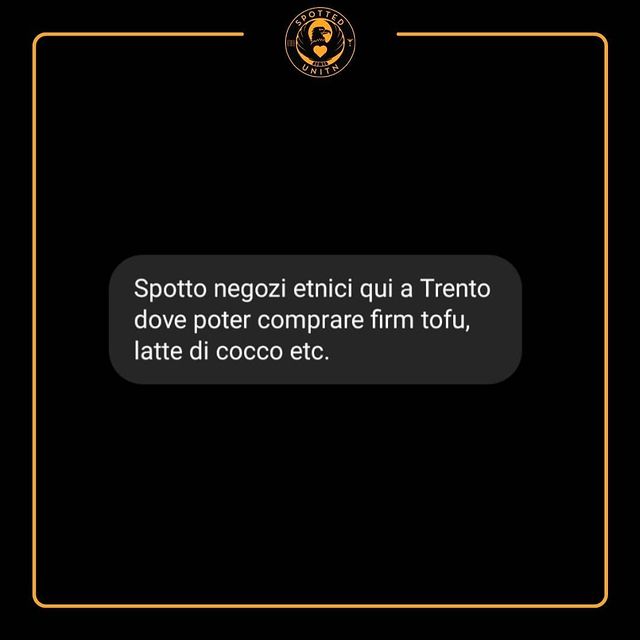 SPOTTED
UNITN
Spotto negozi etnici qui a Trento
dove poter comprare firm tofu,
latte di cocco etc.